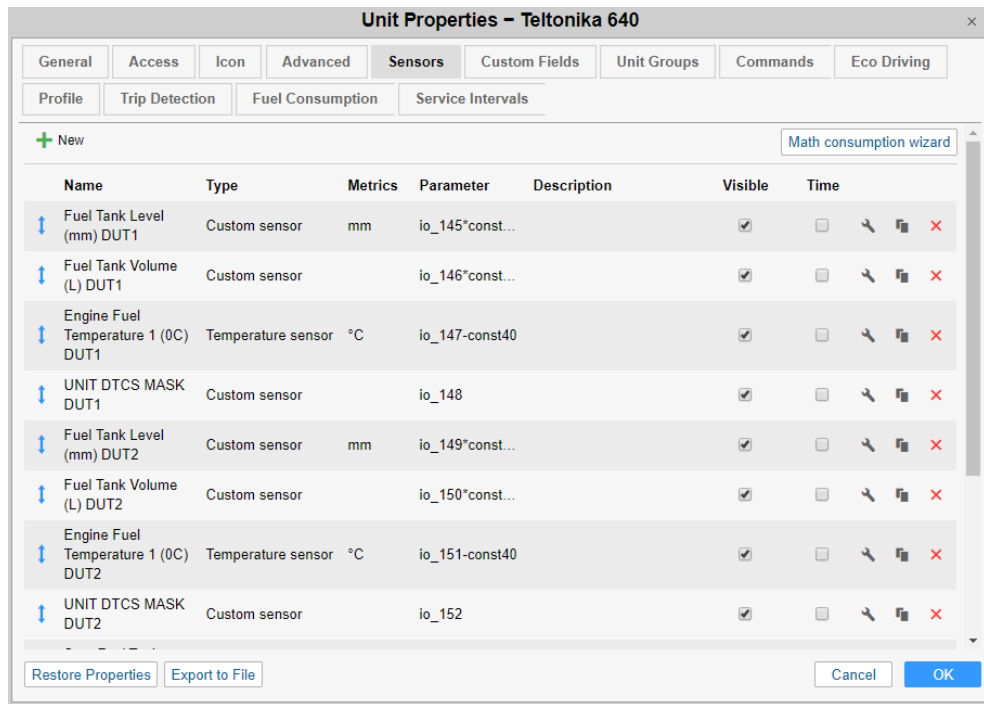 Unit Properties – Teltonika 640
General Access Icon Advanced Sensors Custom Fields Unit Groups Commands Eco Driving
Profile Trip Detection Fuel Consumption Service Intervals
New Math consumption wizard
Name Type Metrics Parameter Description Visible Time
Fuel Tank Level
(mm) DUT1 Custom sensor mm io_145*const...
Fuel Tank Volume
(L) DUT1 Custom sensor io_146*const...
Engine Fuel
Temperature 1 (0C) Temperature sensor °C io_147-const40
DUT1
UNIT DTCS MASK
DUT1 Custom sensor io_148
Fuel Tank Level
(mm) DUT2 Custom sensor mm io_149*const...
Fuel Tank Volume
(L) DUT2 Custom sensor io_150*const...
Engine Fuel
Temperature 1 (0C) Temperature sensor °C io_151-const40
DUT2
UNIT DTCS MASK
DUT2 Custom sensor io_152
Restore Properties Export to File Cancel OK